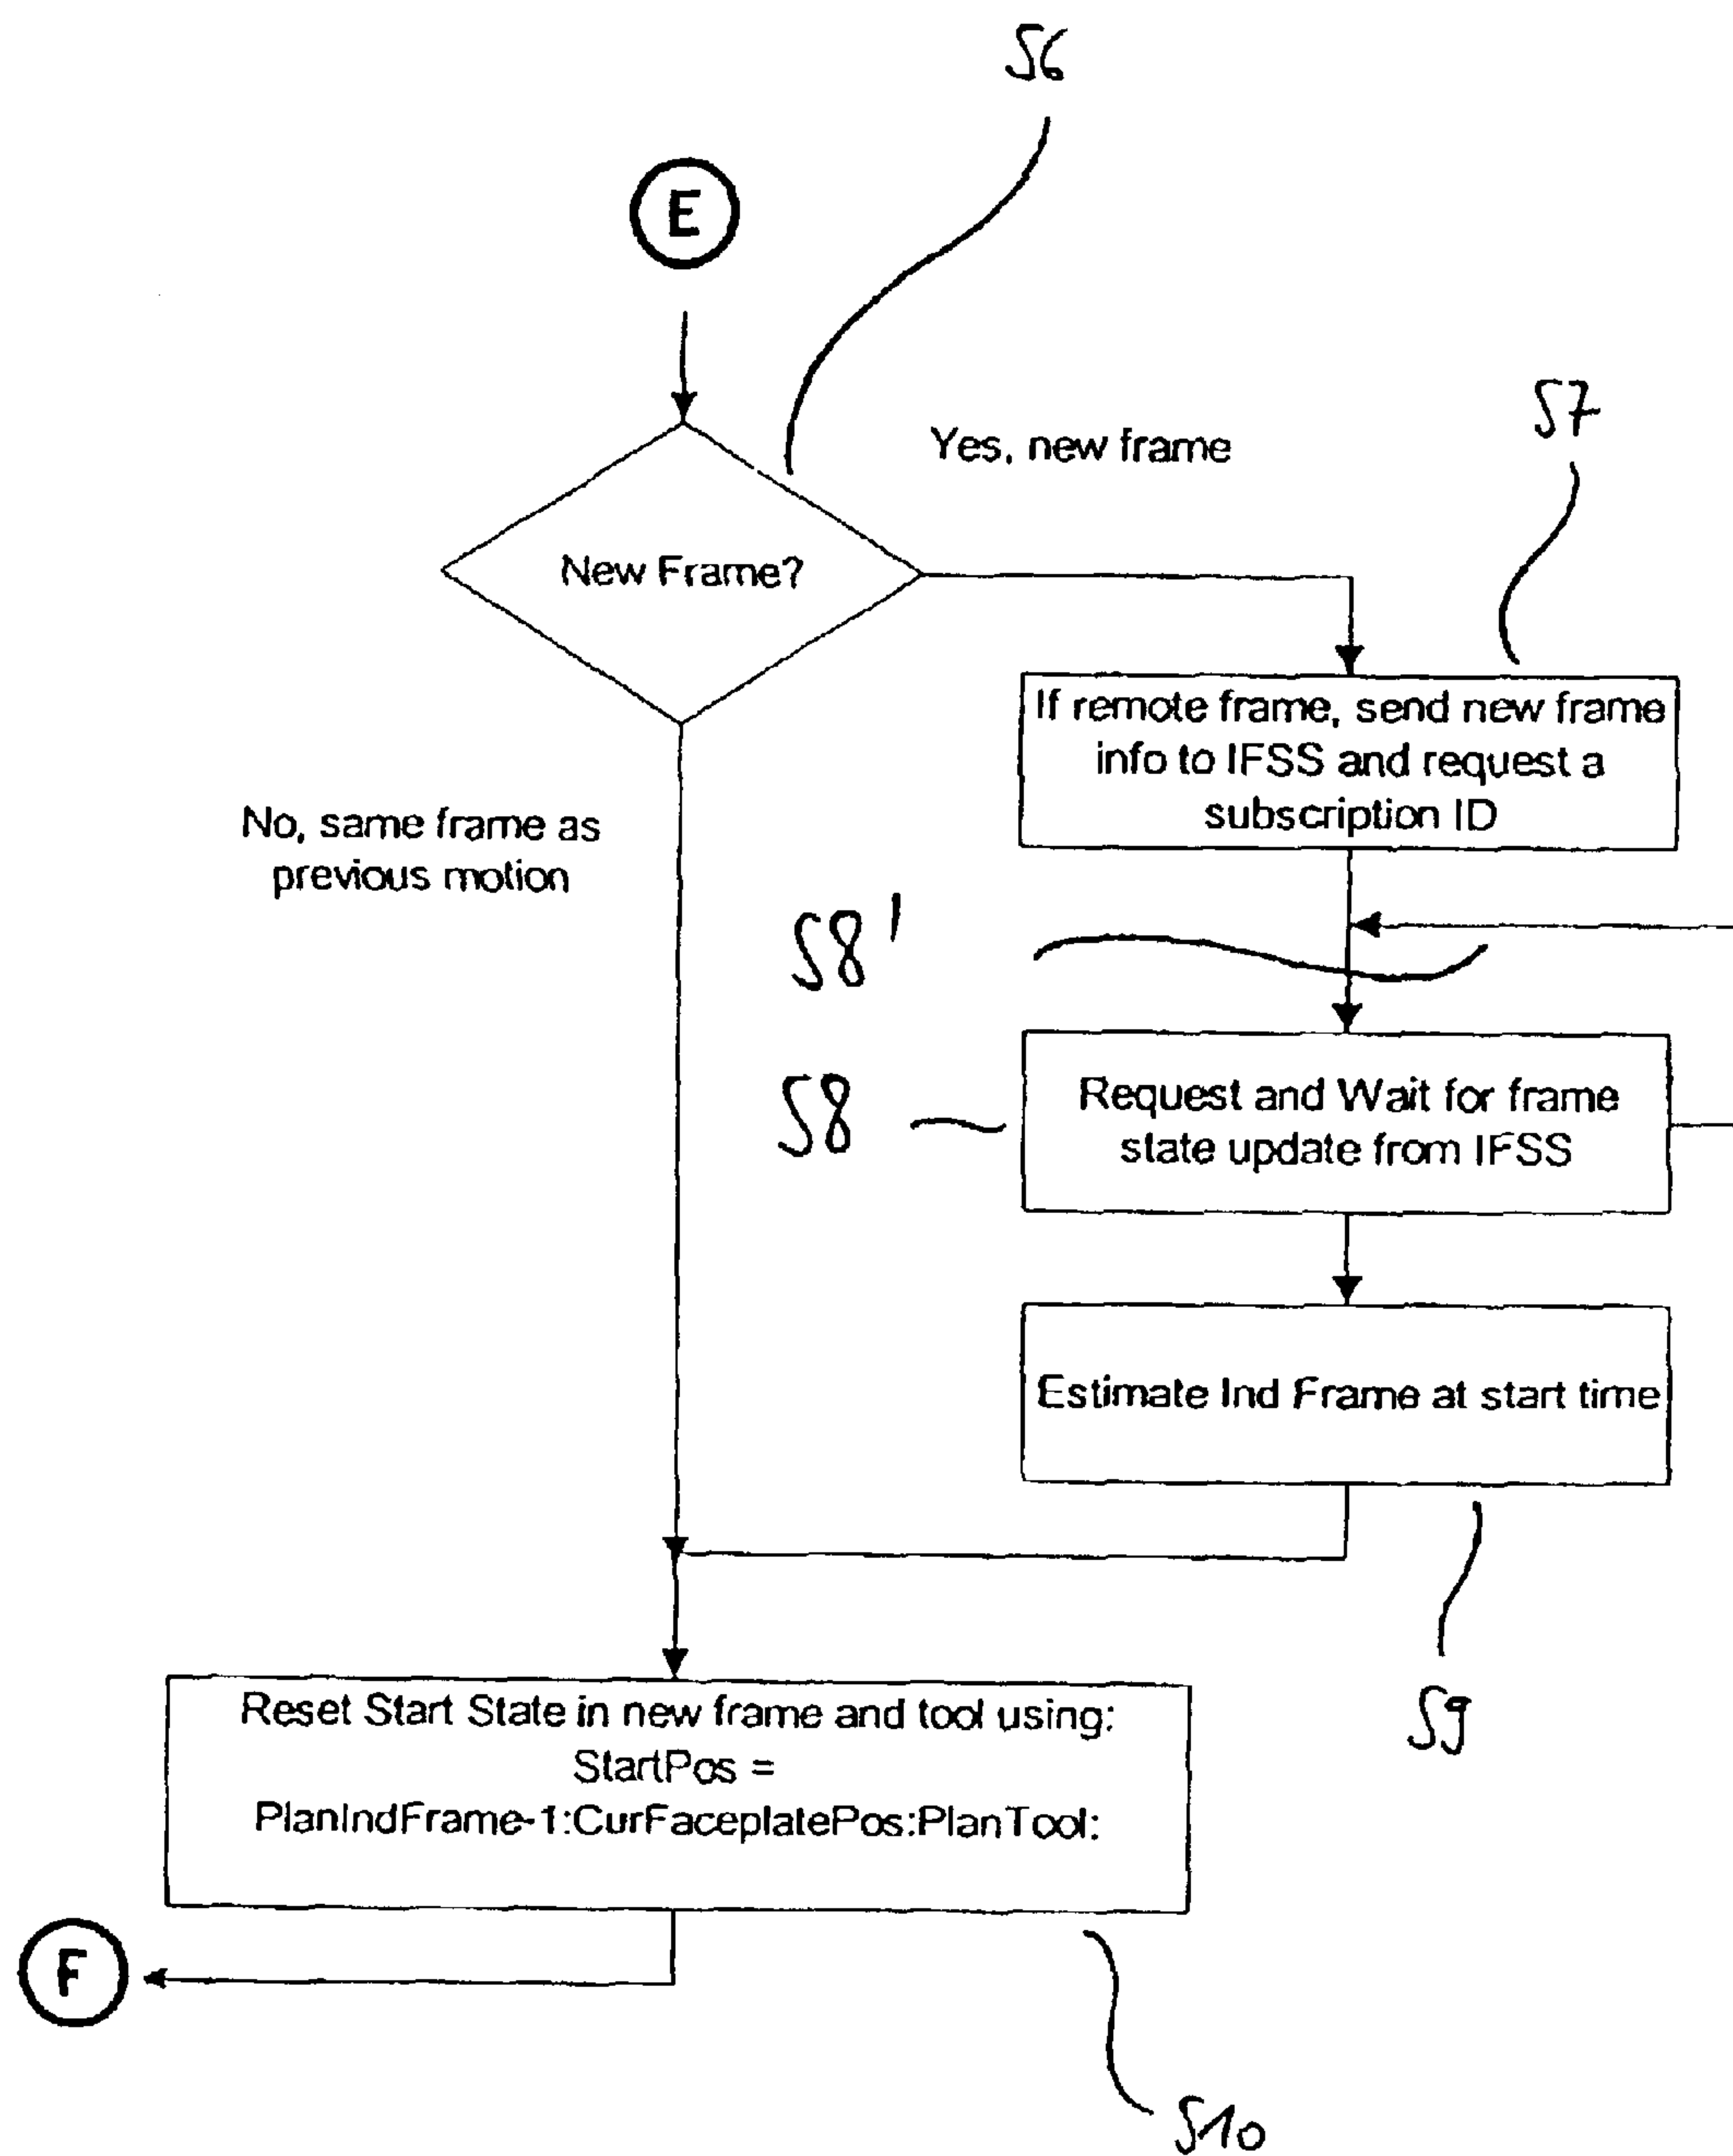 S6
E
Yes, new frame
S7
New Frame?
If remote frame, send new frame
info to IFSS and request a
subscription ID
No, same frame as
previous motion
S8'
S8
Request and Wait for frame
state update from IFSS
Estimate Ind Frame at start time
S9
Reset Start State in new frame and tool using:
StartPos =
PlanIndFrame-1:CurFaceplatePos:PlanTool:
F
S10